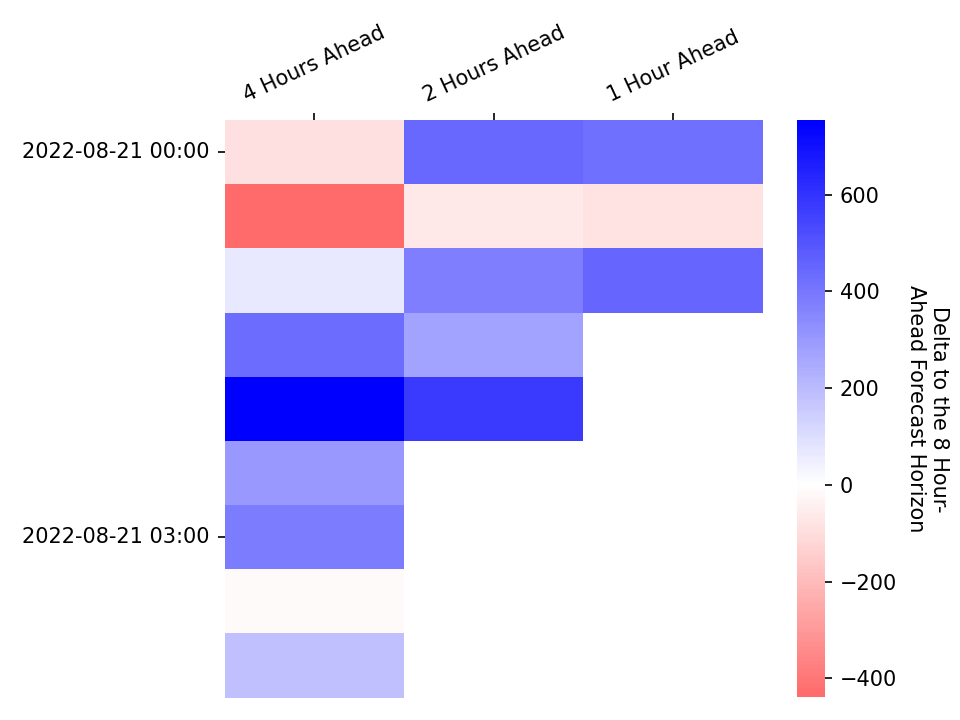 4 Hours Ahead
2 Hours Ahead
1 Hour Ahead
2022-08-21 00:00
2022-08-21 03:00
600
400
200
0
−200
−400
Delta to the 8 Hour-
Ahead Forecast Horizon